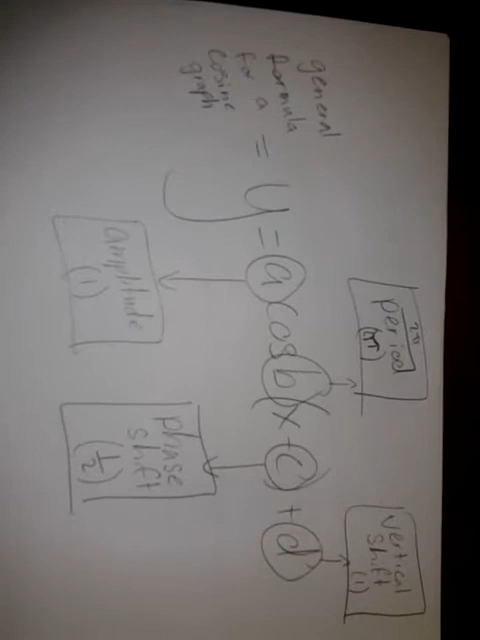 general
formula
for a
cosine
graph
= y = a cos b(x + c) + d
2π
period
(π)
vertical
shift
(1)
amplitude
(1)
phase
shift
(1/2)